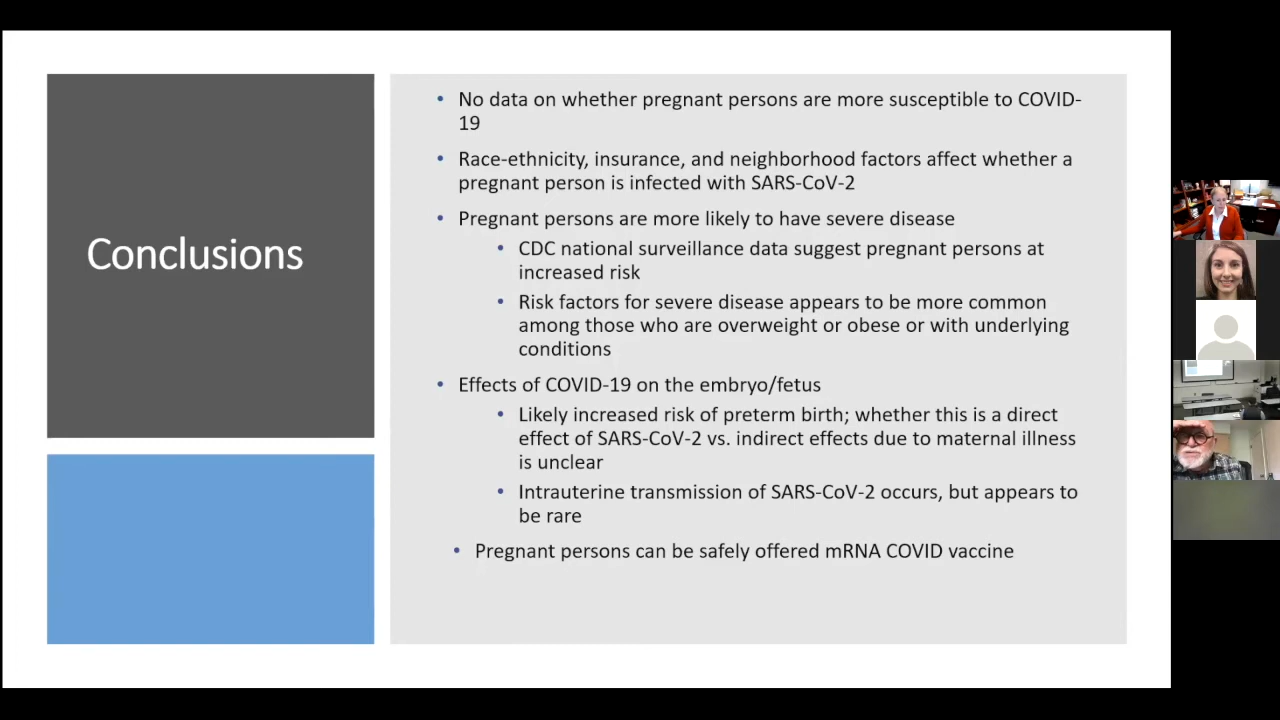 Conclusions
• No data on whether pregnant persons are more susceptible to COVID-
19
• Race-ethnicity, insurance, and neighborhood factors affect whether a
pregnant person is infected with SARS-CoV-2
• Pregnant persons are more likely to have severe disease
• CDC national surveillance data suggest pregnant persons at
increased risk
• Risk factors for severe disease appears to be more common
among those who are overweight or obese or with underlying
conditions
• Effects of COVID-19 on the embryo/fetus
• Likely increased risk of preterm birth; whether this is a direct
effect of SARS-CoV-2 vs. indirect effects due to maternal illness
is unclear
• Intrauterine transmission of SARS-CoV-2 occurs, but appears to
be rare
• Pregnant persons can be safely offered mRNA COVID vaccine